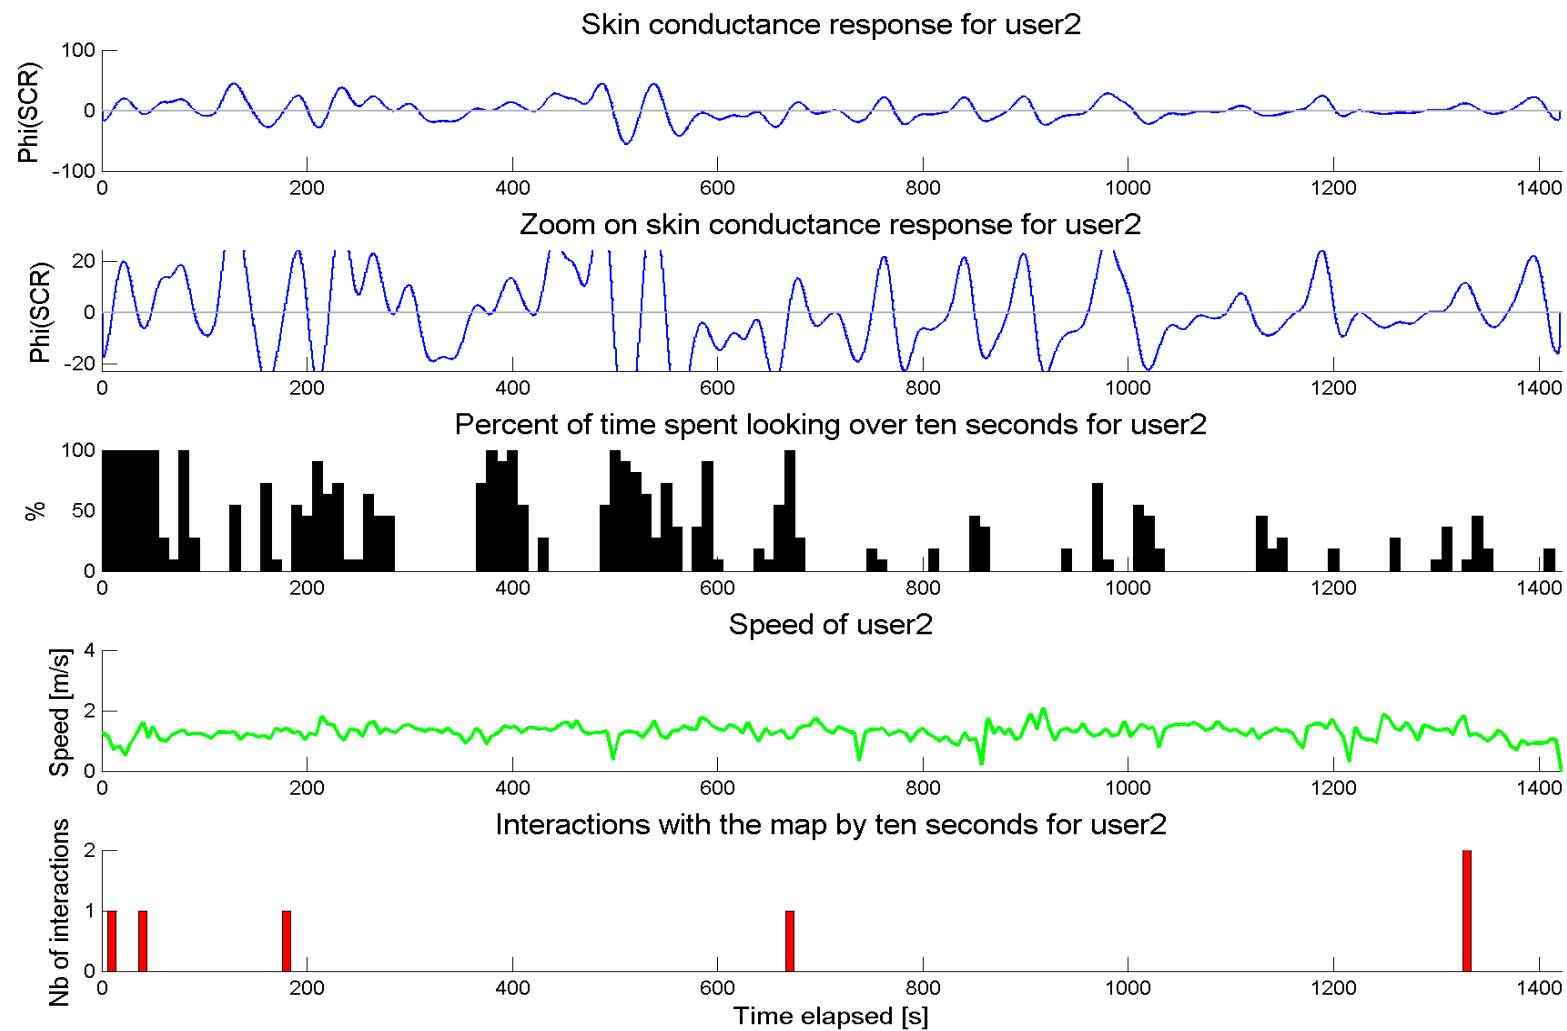 Skin conductance response for user2
Phi(SCR)
100
0
-100
0 200 400 600 800 1000 1200 1400
Zoom on skin conductance response for user2
Phi(SCR)
20
0
-20
0 200 400 600 800 1000 1200 1400
Percent of time spent looking over ten seconds for user2
%
100
50
0
0 200 400 600 800 1000 1200 1400
Speed of user2
Speed [m/s]
4
2
0
0 200 400 600 800 1000 1200 1400
Interactions with the map by ten seconds for user2
Nb of interactions
2
1
0
0 200 400 600 800 1000 1200 1400
Time elapsed [s]